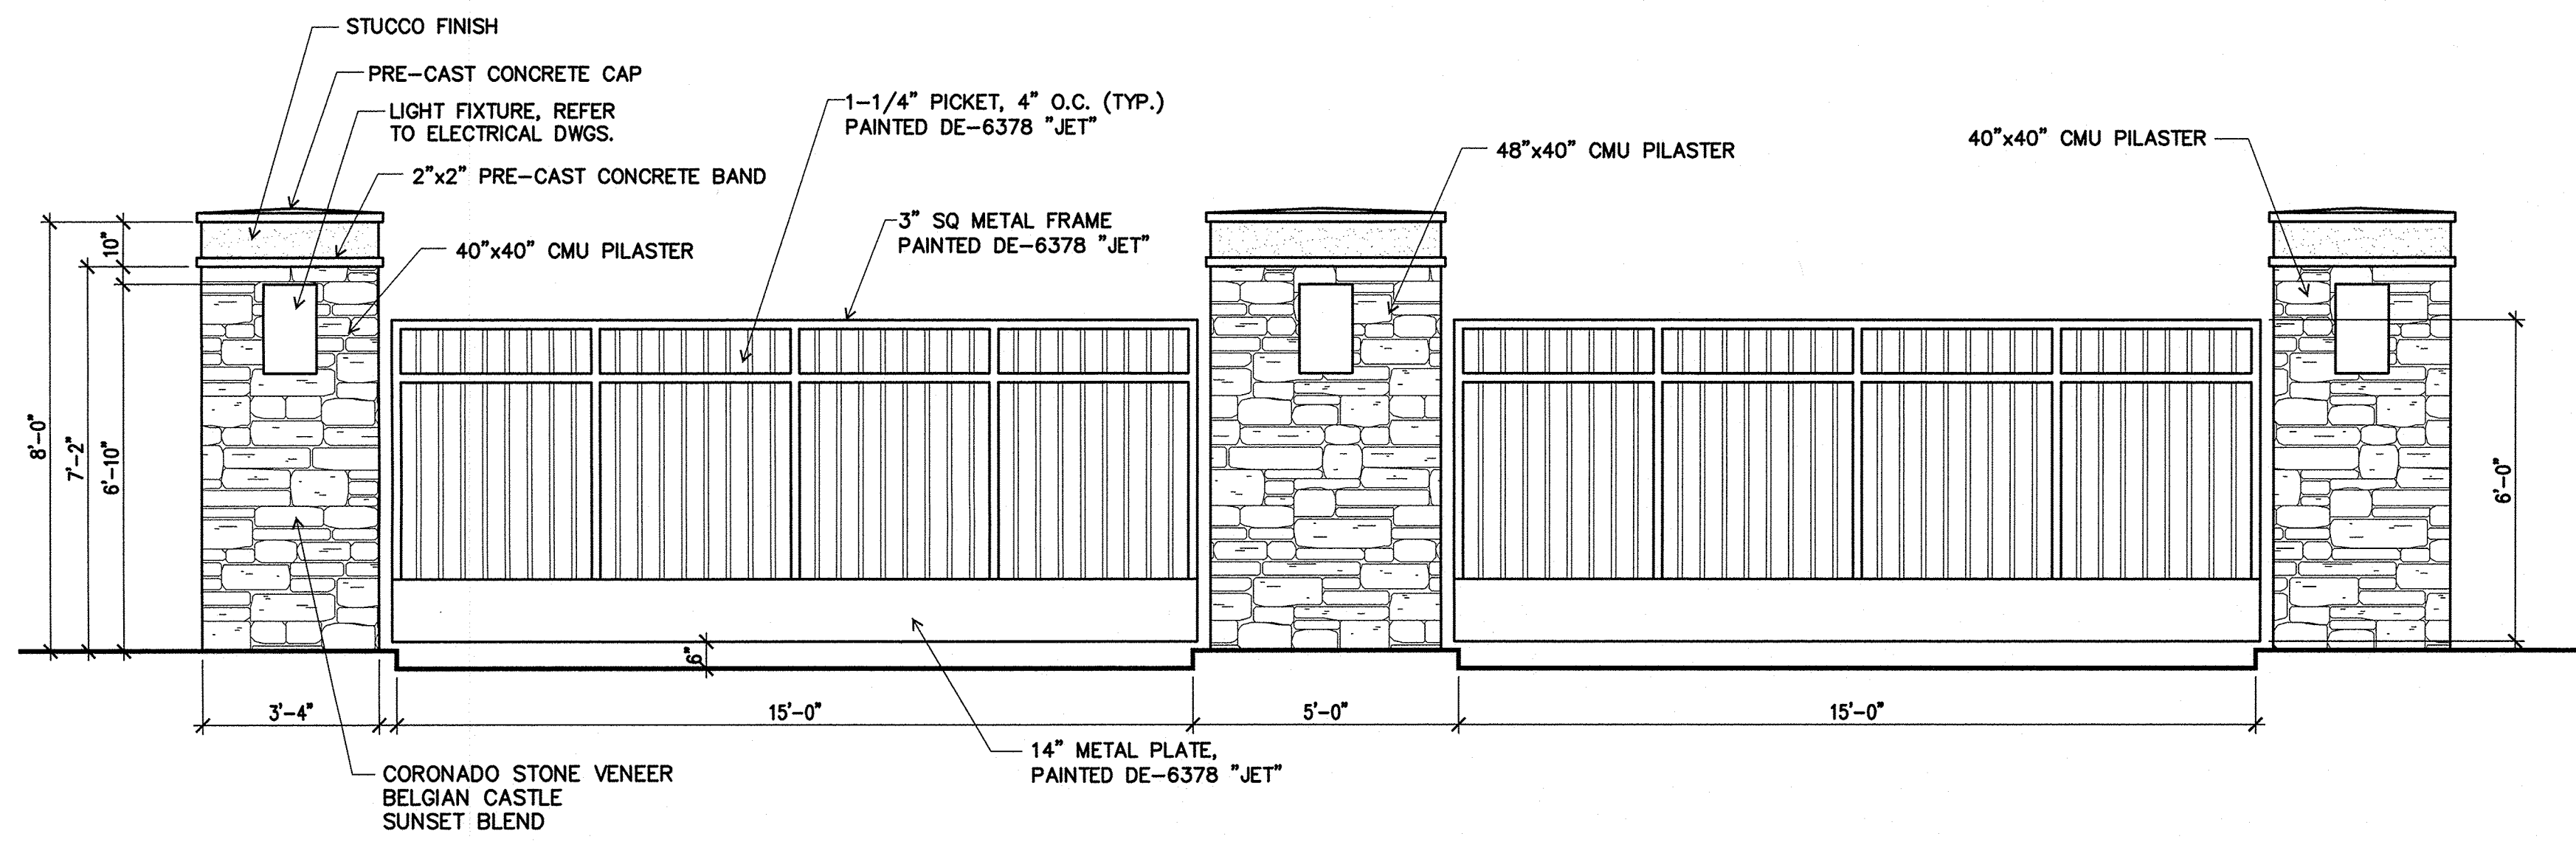 STUCCO FINISH
PRE-CAST CONCRETE CAP
LIGHT FIXTURE, REFER
TO ELECTRICAL DWGS.
2"x2" PRE-CAST CONCRETE BAND
40"x40" CMU PILASTER
1-1/4" PICKET, 4" O.C. (TYP.)
PAINTED DE-6378 "JET"
3" SQ METAL FRAME
PAINTED DE-6378 "JET"
48"x40" CMU PILASTER
40"x40" CMU PILASTER
10"
8'-0"
7'-2"
6'-10"
6'-0"
6"
3'-4"
15'-0"
5'-0"
15'-0"
14" METAL PLATE,
PAINTED DE-6378 "JET"
CORONADO STONE VENEER
BELGIAN CASTLE
SUNSET BLEND